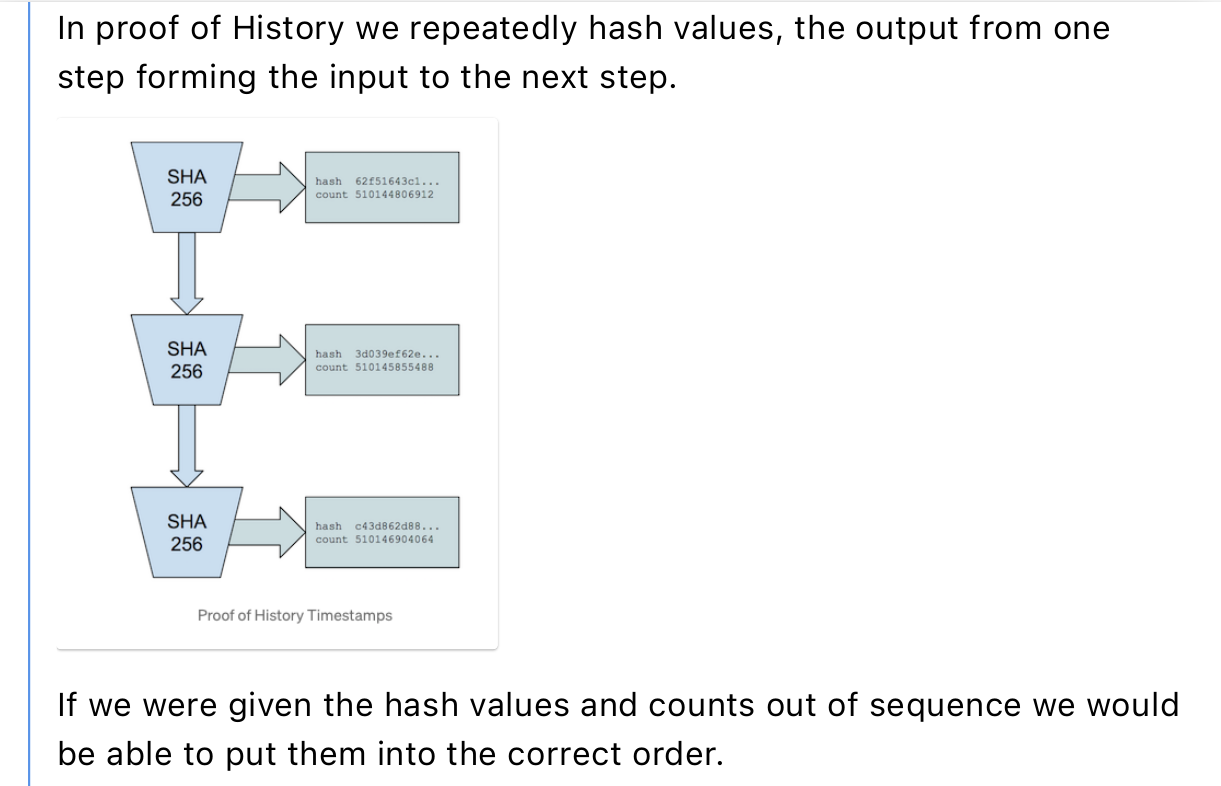 In proof of History we repeatedly hash values, the output from one
step forming the input to the next step.
SHA
256
hash 62f51643c1...
count 510144806912
SHA
256
hash 3d039ef62e...
count 510145855488
SHA
256
hash c43d862d88...
count 510146904064
Proof of History Timestamps
If we were given the hash values and counts out of sequence we would
be able to put them into the correct order.